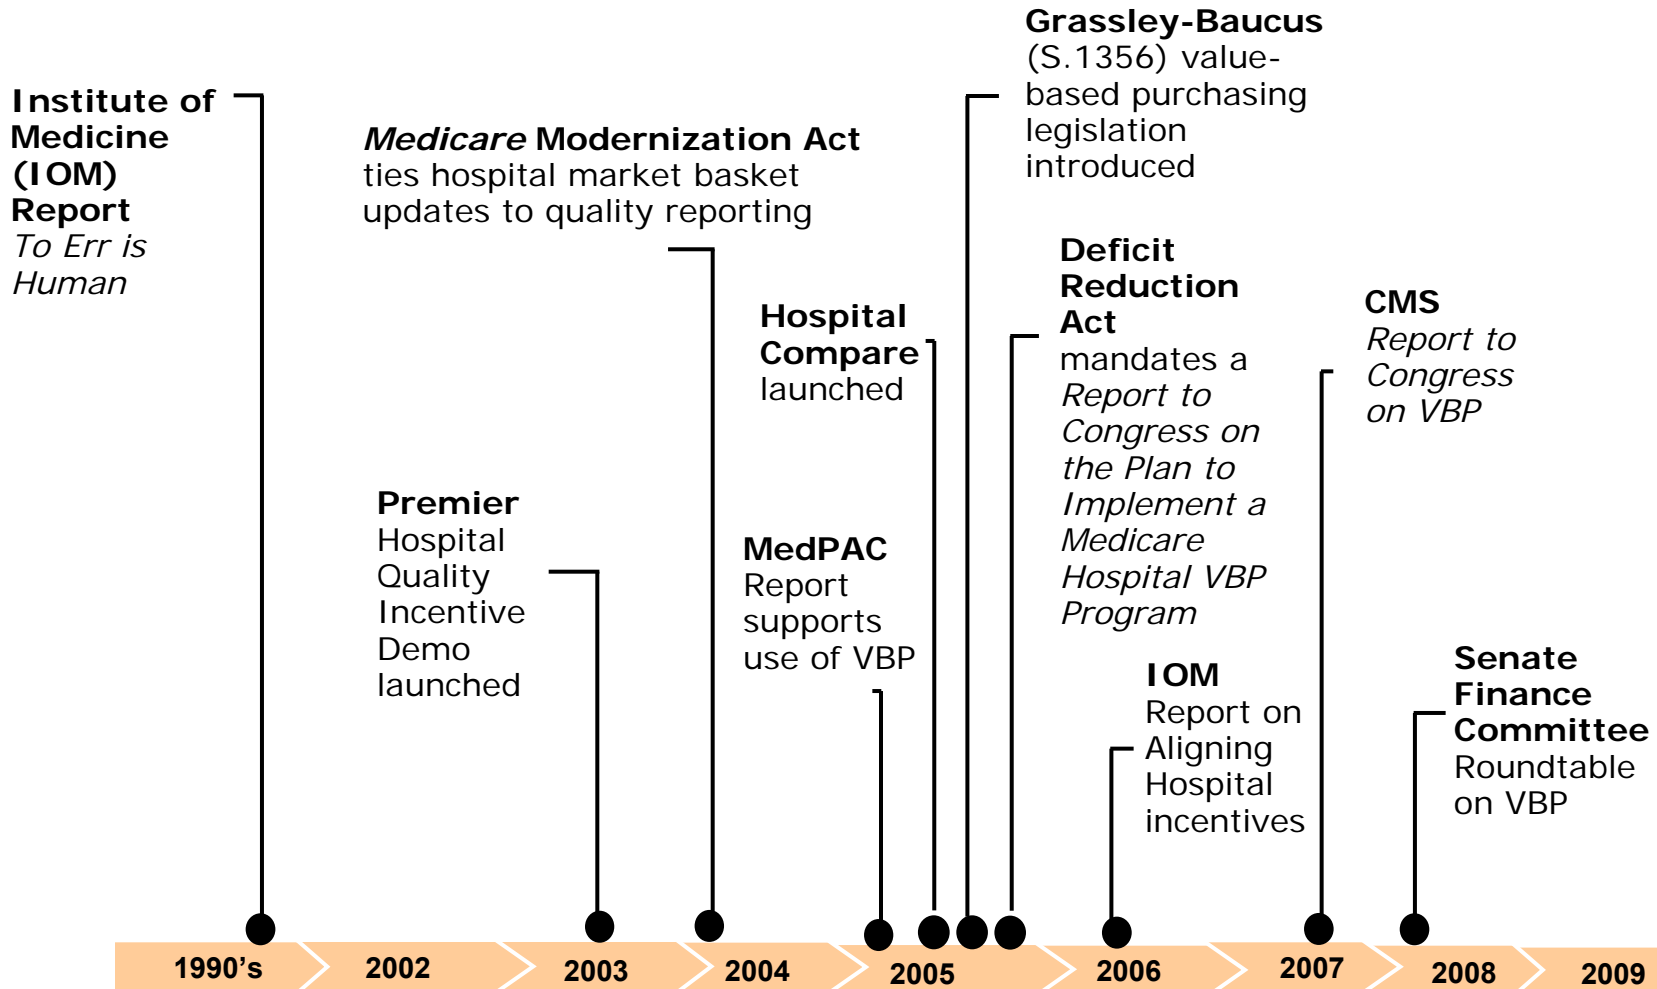 Institute of
Medicine
(IOM)
Report
To Err is
Human
Medicare Modernization Act
ties hospital market basket
updates to quality reporting
Premier
Hospital
Quality
Incentive
Demo
launched
Hospital
Compare
launched
MedPAC
Report
supports
use of VBP
Grassley-Baucus
(S.1356) value-
based purchasing
legislation
introduced
Deficit
Reduction
Act
mandates a
Report to
Congress on
the Plan to
Implement a
Medicare
Hospital VBP
Program
IOM
Report on
Aligning
Hospital
incentives
CMS
Report to
Congress
on VBP
Senate
Finance
Committee
Roundtable
on VBP
1990's 2002 2003 2004 2005 2006 2007 2008 2009